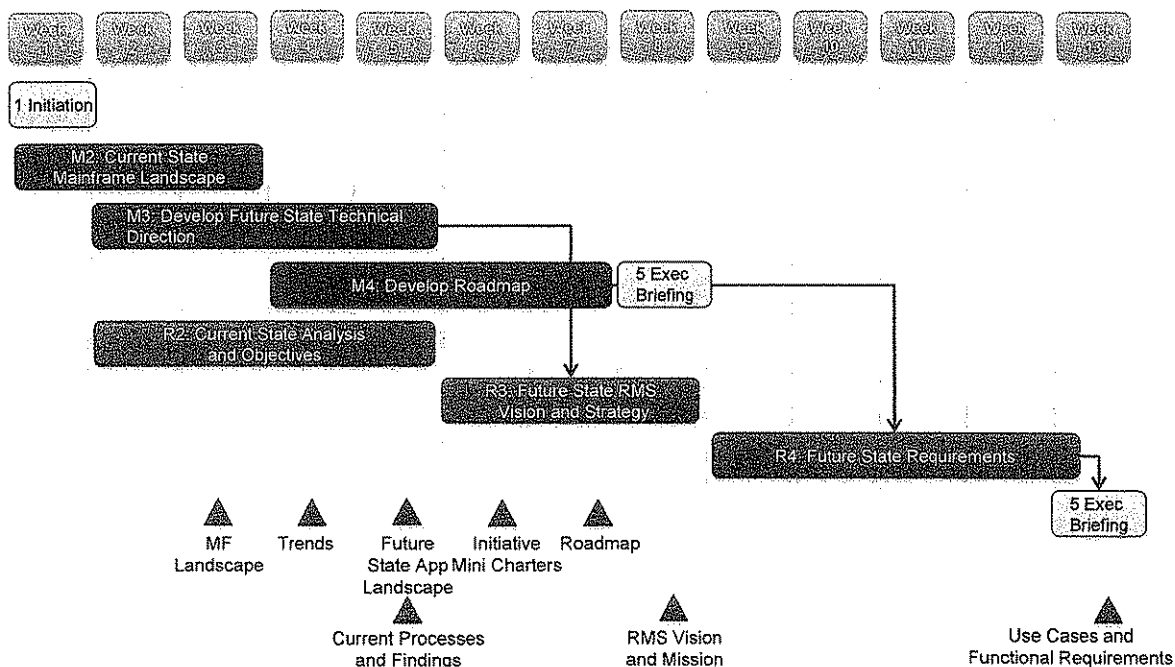 Week 1
Week 2
Week 3
Week 4
Week 5
Week 6
Week 7
Week 8
Week 9
Week 10
Week 11
Week 12
Week 13
1 Initiation
M2: Current State
Mainframe Landscape
M3: Develop Future State Technical
Direction
M4: Develop Roadmap
5 Exec
Briefing
R2: Current State Analysis
and Objectives
R3: Future State RMS
Vision and Strategy
R4: Future State Requirements
5 Exec
Briefing
MF
Landscape
Trends
Future
State App
Landscape
Initiative
Mini Charters
Roadmap
Current Processes
and Findings
RMS Vision
and Mission
Use Cases and
Functional Requirements